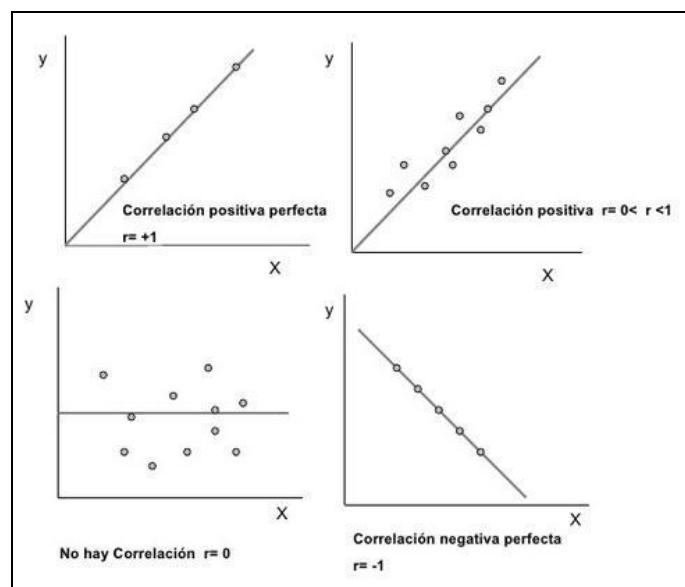 y
Correlación positiva perfecta
r= +1
X
y
Correlación positiva r= 0< r <1
X
y
X
No hay Correlación r= 0
y
X
Correlación negativa perfecta
r= -1